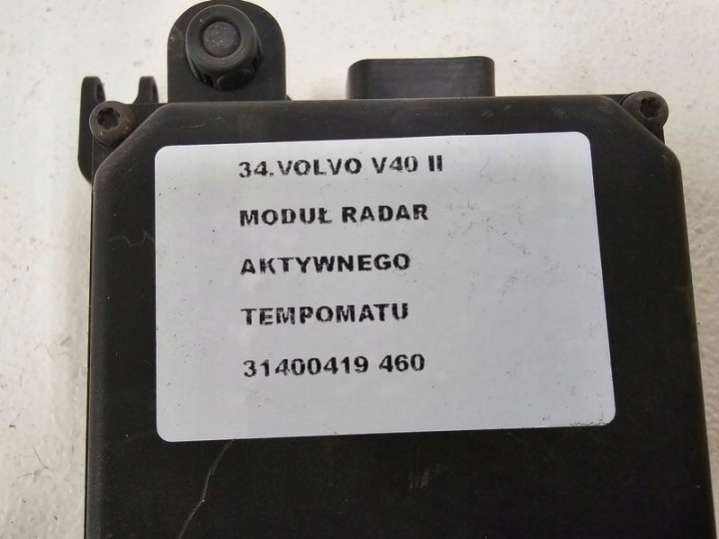 34.VOLVO V40 II
MODUŁ RADAR
AKTYWNEGO
TEMPOMATU
31400419 460